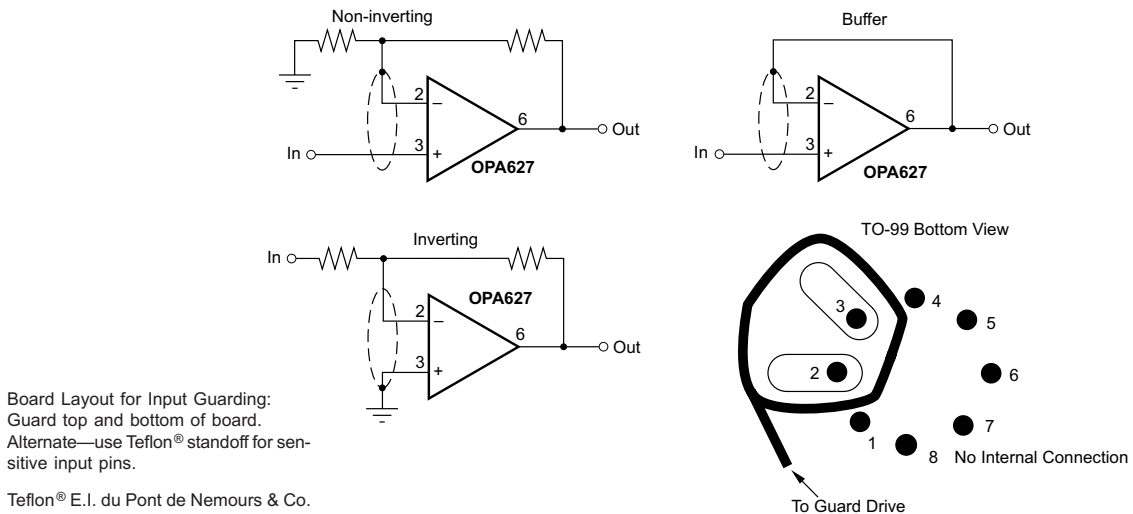 Non-inverting
2
–
3
+
6
In
Out
OPA627
Buffer
2
–
3
+
6
In
Out
OPA627
Inverting
In
OPA627
2
–
3
+
6
Out
TO-99 Bottom View
3
4
5
2
6
1
7
8 No Internal Connection
To Guard Drive
Board Layout for Input Guarding:
Guard top and bottom of board.
Alternate—use Teflon® standoff for sen-
sitive input pins.
Teflon® E.I. du Pont de Nemours & Co.